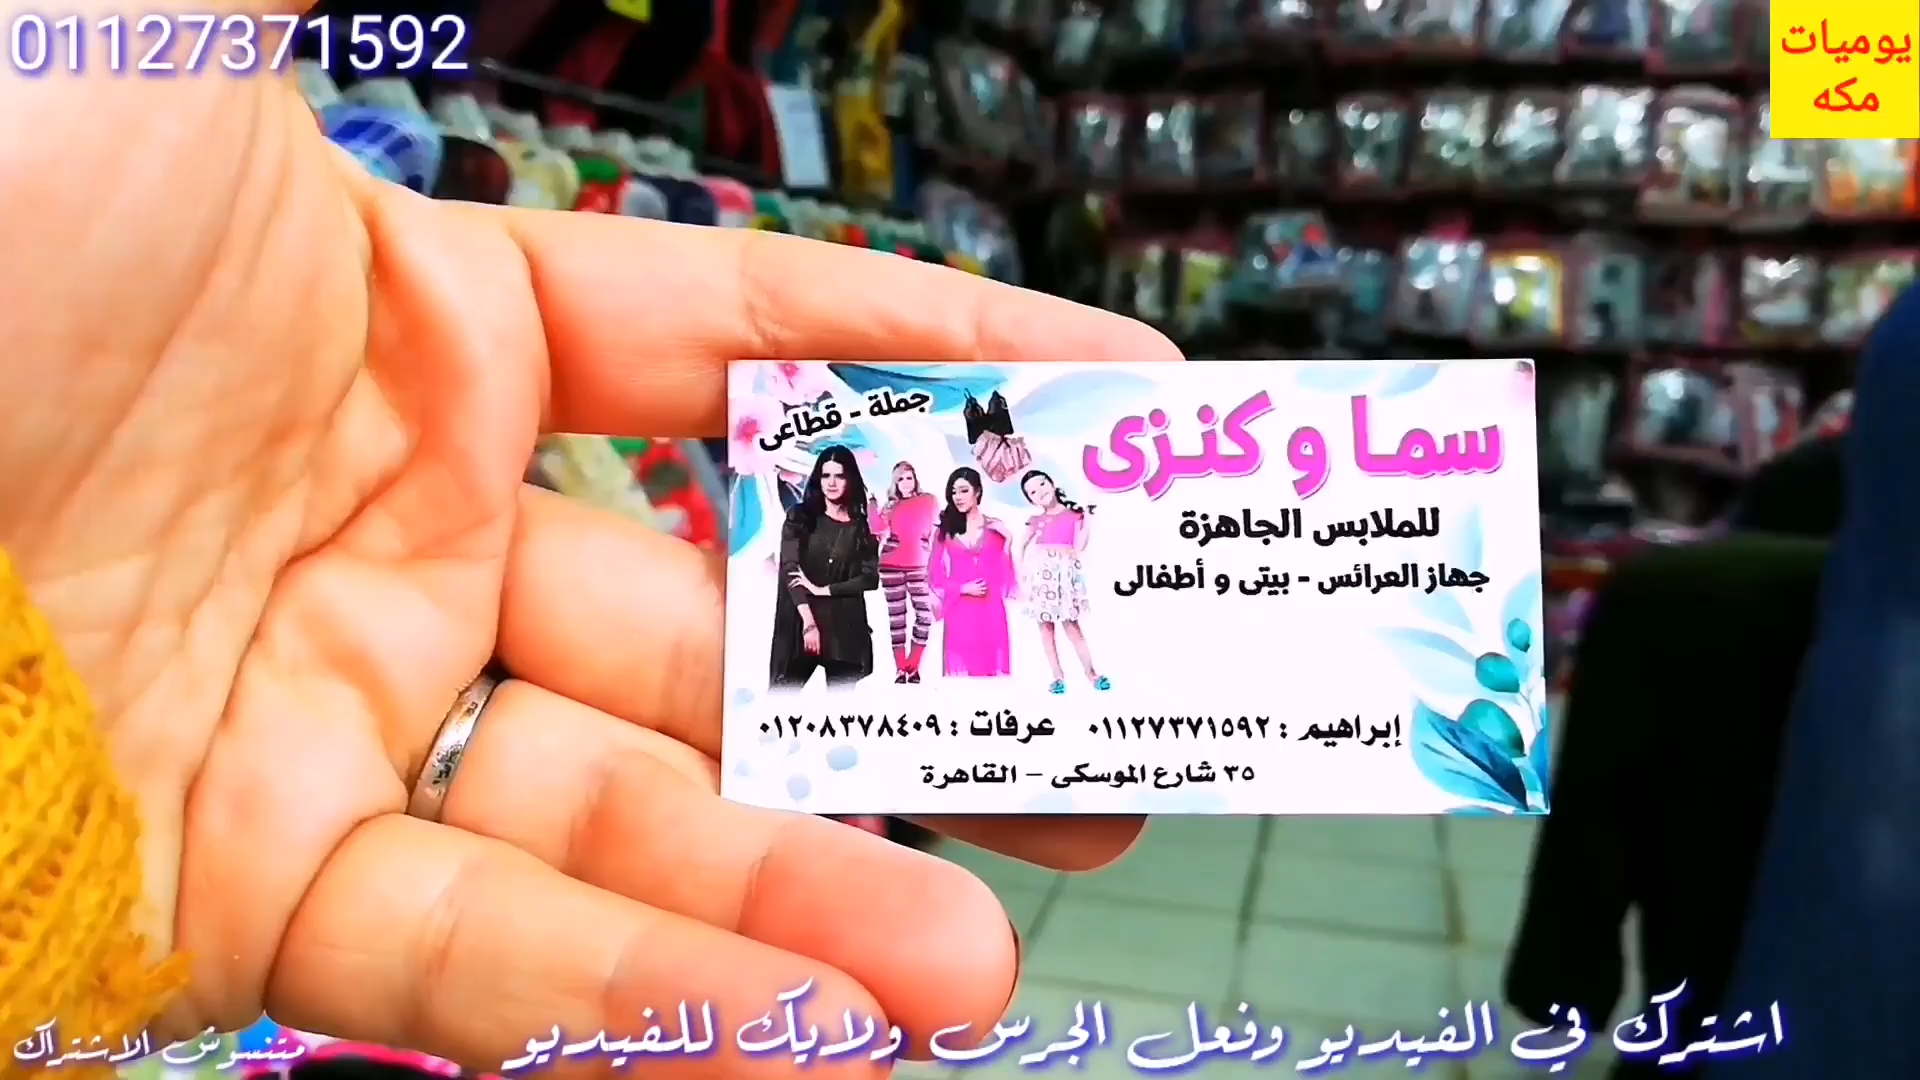 01127371592
يوميات
مكه
جملة - قطاعى
سما و كنزى
للملابس الجاهزة
جهاز العرائس - بيتى و أطفالى
إبراهيم : ٠١١٢٧٣٧١٥٩٢ عرفات : ٠١٢٠٨٣٧٨٤٠٩
٣٥ شارع الموسكى – القاهرة
اشترك في الفيديو وفعل الجرس ولايك للفيديو
متنسوش الاشتراك